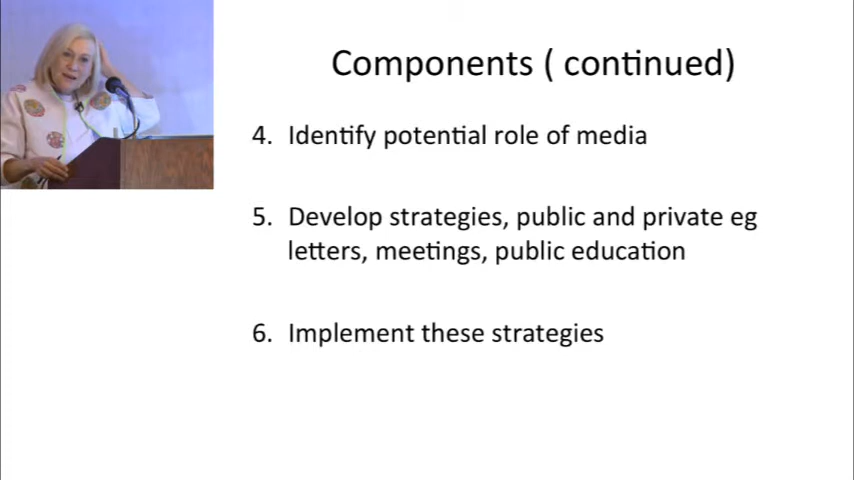 Components ( continued)
4. Identify potential role of media
5. Develop strategies, public and private eg
letters, meetings, public education
6. Implement these strategies